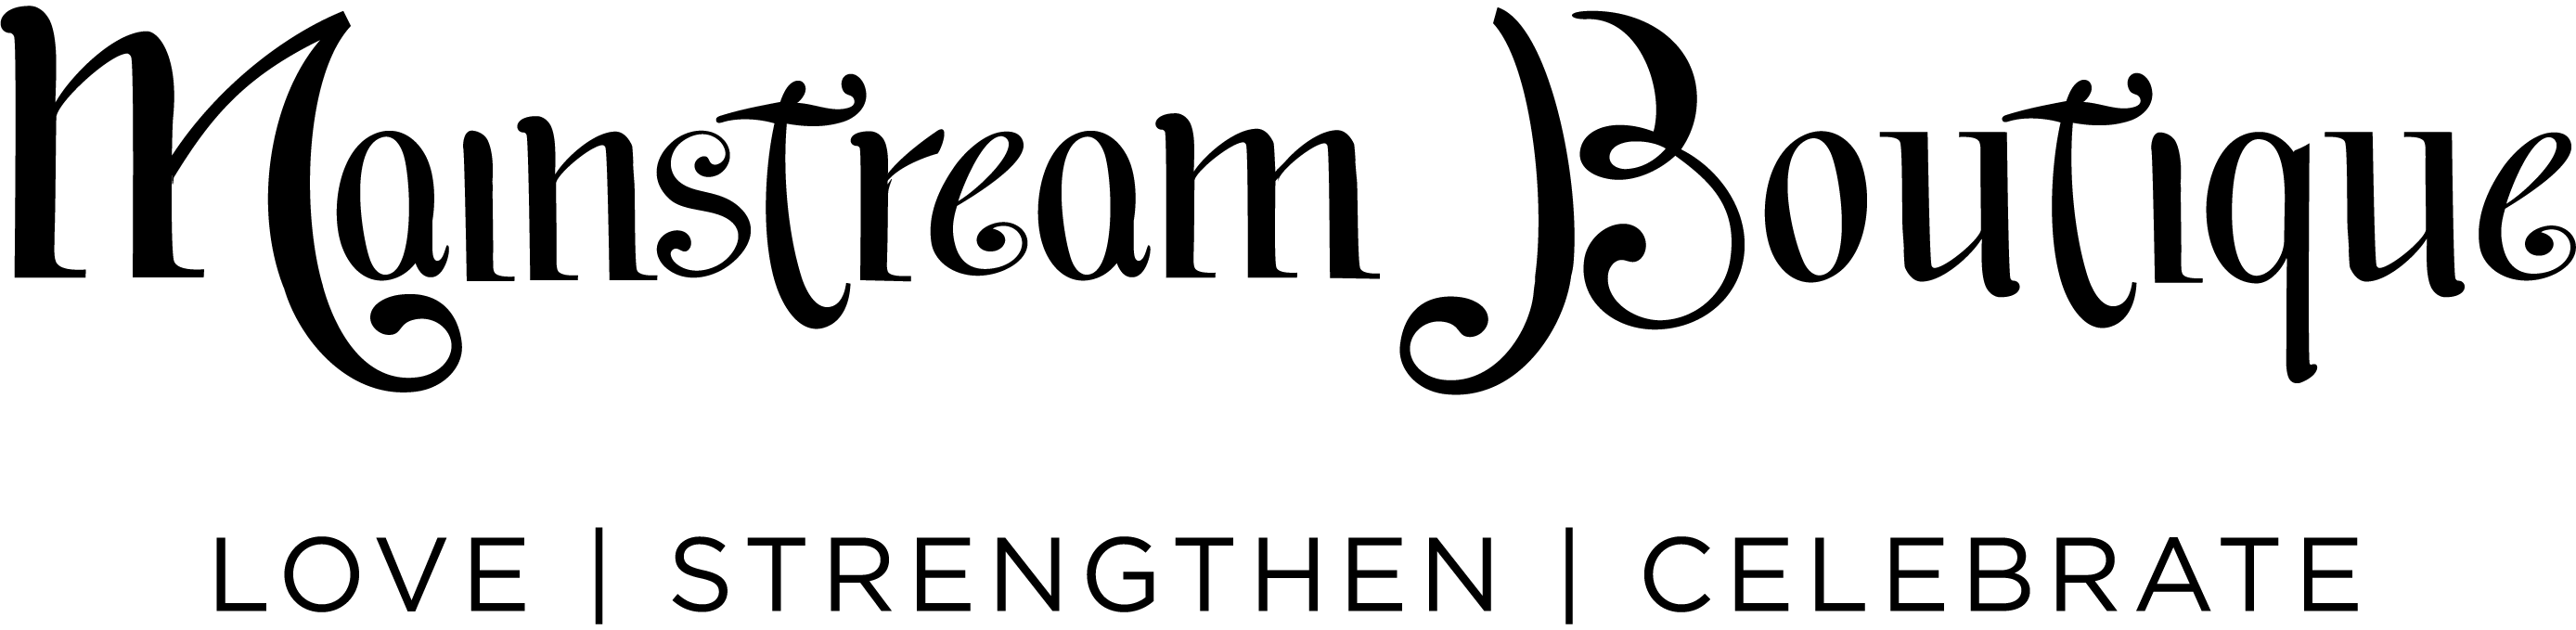 Mainstream Boutique
LOVE | STRENGTHEN | CELEBRATE